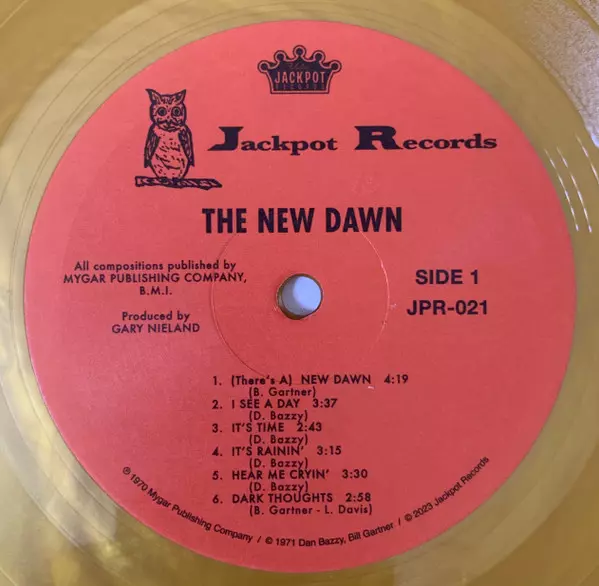 JACKPOT
RECORDS
Jackpot Records
THE NEW DAWN
All compositions published by
MYGAR PUBLISHING COMPANY,
B.M.I.
Produced by
GARY NIELAND
SIDE 1
JPR-021
1. (There's A) NEW DAWN 4:19
(B. Gartner)
2. I SEE A DAY 3:37
(D. Bazzy)
3. IT'S TIME 2:43
(D. Bazzy)
4. IT'S RAININ' 3:15
(D. Bazzy)
5. HEAR ME CRYIN' 3:30
(D. Bazzy)
6. DARK THOUGHTS 2:58
(B. Gartner - L. Davis)
℗ 1970 Mygar Publishing Company / © 1971 Dan Bazzy, Bill Gartner / © 2023 Jackpot Records